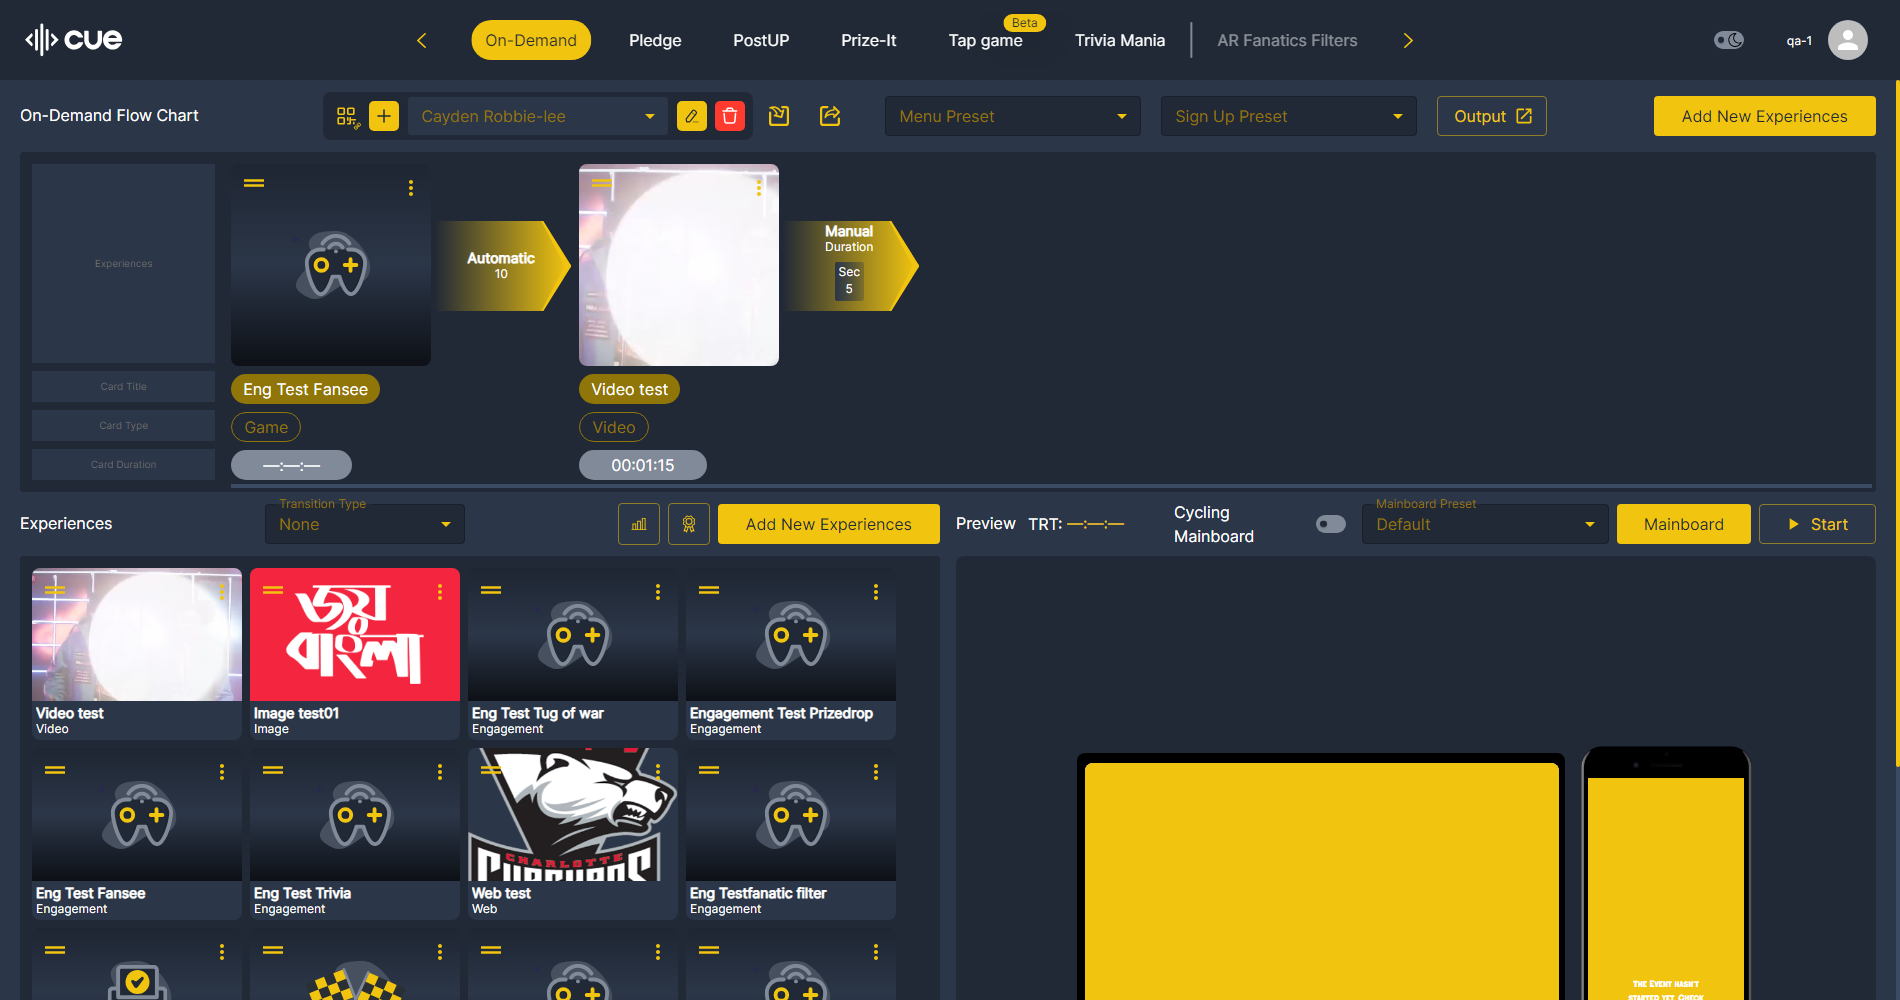 cue
On-Demand
Pledge
PostUP
Prize-It
Beta
Tap game
Trivia Mania
AR Fanatics Filters
qa-1
On-Demand Flow Chart
Cayden Robbie-lee
Menu Preset
Sign Up Preset
Output
Add New Experiences
Experiences
Automatic
10
Manual
Duration
Sec
5
Card Title
Eng Test Fansee
Video test
Card Type
Game
Video
Card Duration
—:—:—
00:01:15
Experiences
Transition Type
None
Add New Experiences
Preview
TRT: —:—:—
Cycling
Mainboard
Mainboard Preset
Default
Mainboard
Start
জয়
বাংলা
Video test
Video
Image test01
Image
Eng Test Tug of war
Engagement
Engagement Test Prizedrop
Engagement
CHARLOTTE
Eng Test Fansee
Engagement
Eng Test Trivia
Engagement
Web test
Web
Eng Testfanatic filter
Engagement
The Event hasn't
started yet. Check